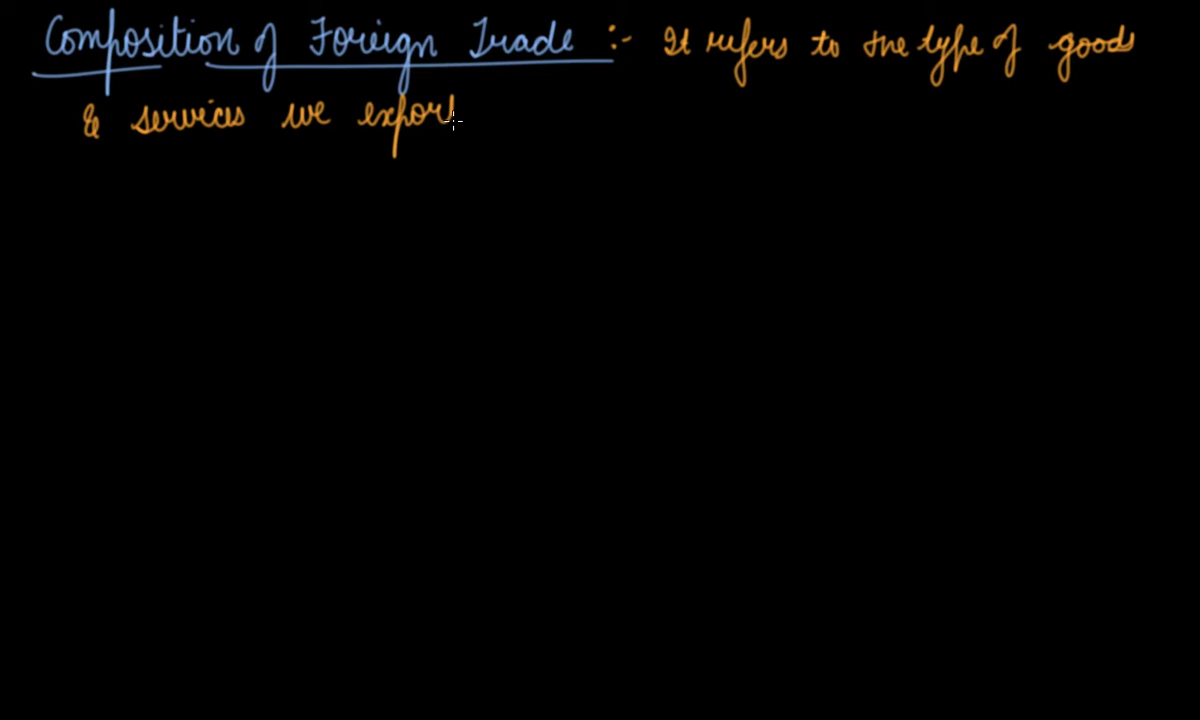 Composition of Foreign Trade :- It refers to the type of goods
& services we export